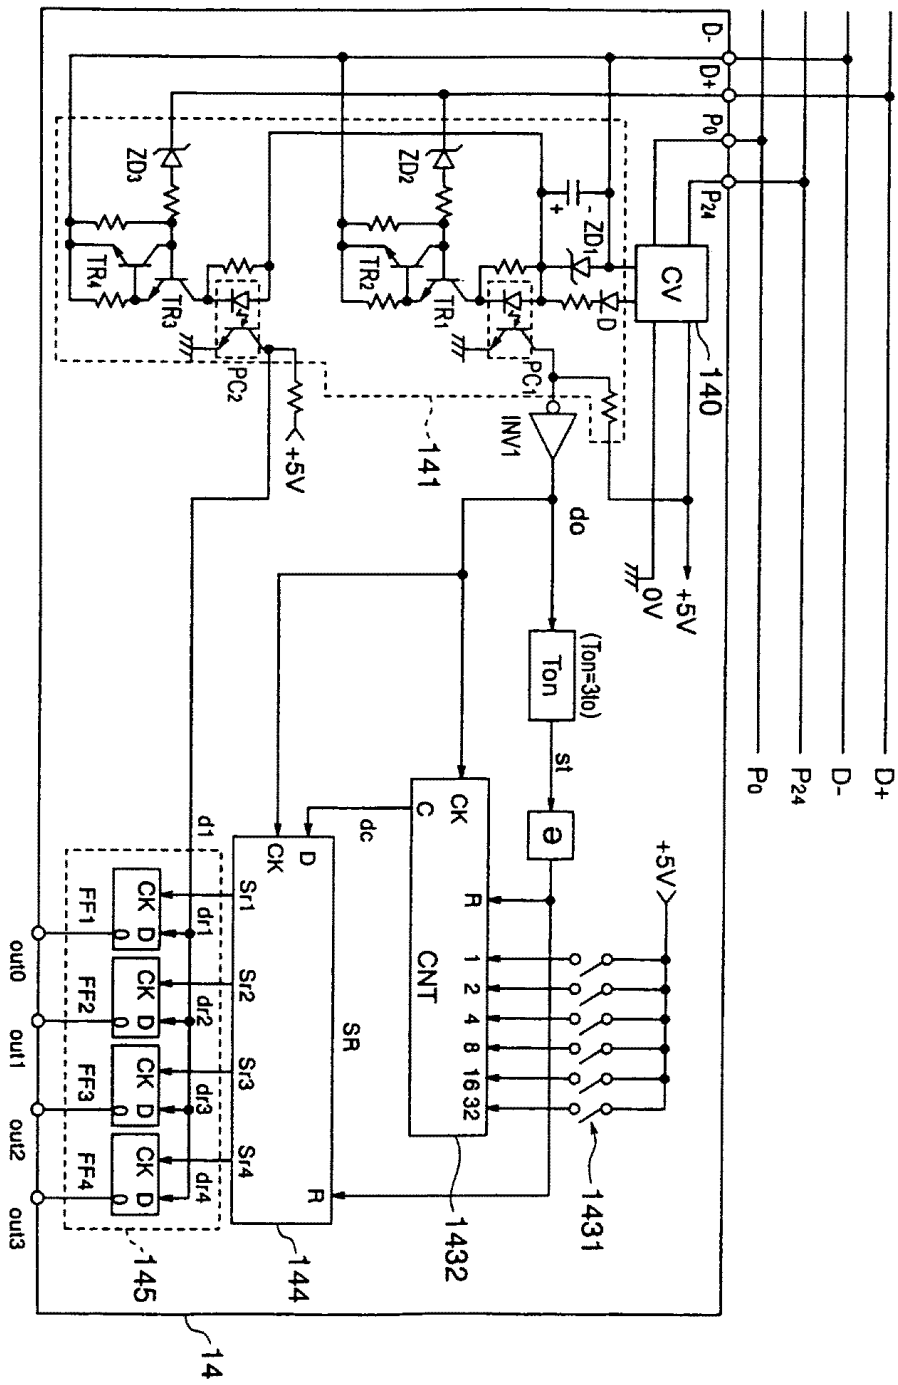 D+
D-
P24
P0
D-
D+
P0
P24
CV
140
+5V
0V
ZD1
D
-
+
ZD2
TR2
TR1
PC1
INV1
ZD3
TR4
TR3
PC2
+5V
141
do
(Ton=3to)
Ton
st
e
+5V
1431
CK
R
1
2
4
8
16
32
C
CNT
1432
dc
D
CK
R
SR
Sr1
Sr2
Sr3
Sr4
144
d1
dr1
dr2
dr3
dr4
CK D
Q
CK D
Q
CK D
Q
CK D
Q
FF1
FF2
FF3
FF4
145
out0
out1
out2
out3
14